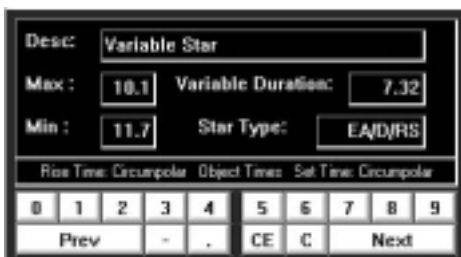 Desc: Variable Star
Max : 10.1 Variable Duration: 7.32
Min : 11.7 Star Type: EA/D/RS
Rise Time: Circumpolar Object Times Set Time: Circumpolar
0 1 2 3 4 5 6 7 8 9
Prev - . CE C Next